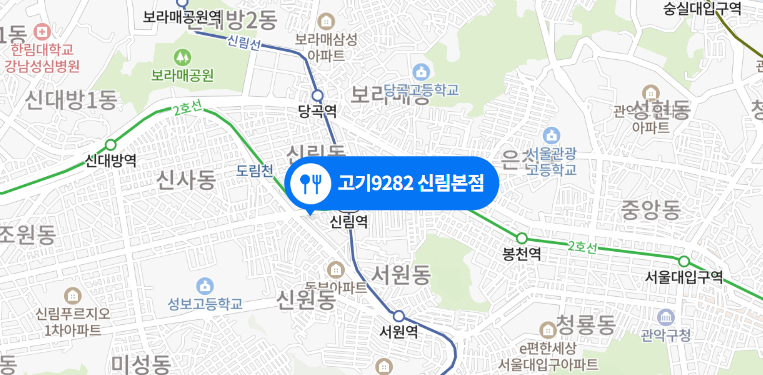 보라매공원역
신대방2동
숭실대입구역
1동
한림대학교
강남성심병원
신림선
보라매삼성
아파트
보라매공원
당곡고등학교
보라매동
신대방1동
2호선
당곡역
관악
성현동
아파트
신대방역
신림동
은천동
서울관광
고등학교
도림천
신사동
고기9282 신림본점
중앙동
조원동
신림역
봉천역
2호선
서울대입구역
서원동
동부아파트
성보고등학교
신원동
신림푸르지오
1차아파트
서원역
청룡동
관악구청
e편한세상
서울대입구아파트
미성동
동